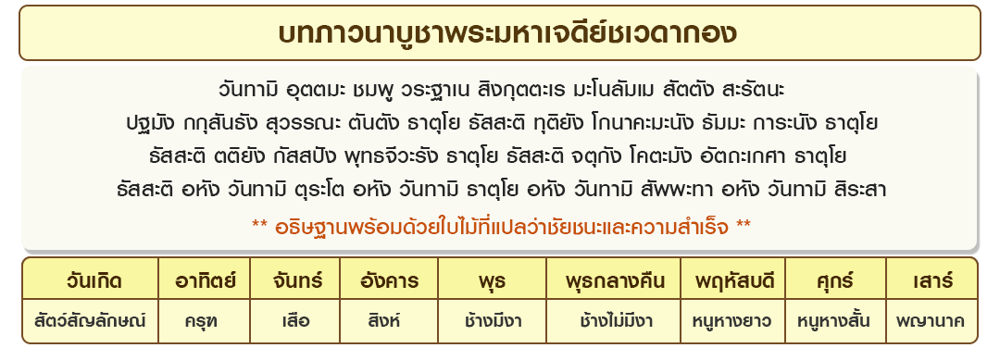 บทภาวนาบูชาพระมหาเจดีย์ชเวดากอง
วันทามิ อุตตมะ ชมพู วระฐาเน สิงกุตตะเร มะโนลัมเม สัตตัง สะรัตนะ
ปฐมัง กกุสันธัง สุวรรณะ ตันตัง ธาตุโย ธัสสะติ ทุติยัง โกนาคะมะนัง ธัมมะ การะนัง ธาตุโย
ธัสสะติ ตติยัง กัสสปัง พุทธจีวะรัง ธาตุโย ธัสสะติ จตุกัง โคตะมัง อัตถะเกศา ธาตุโย
ธัสสะติ อหัง วันทามิ ตุระโต อหัง วันทามิ ธาตุโย อหัง วันทามิ สัพพะทา อหัง วันทามิ สิระสา
** อธิษฐานพร้อมด้วยใบไม้ที่แปลว่าชัยชนะและความสำเร็จ **
วันเกิด อาทิตย์ จันทร์ อังคาร พุธ พุธกลางคืน พฤหัสบดี ศุกร์ เสาร์
สัตว์สัญลักษณ์ ครุฑ เสือ สิงห์ ช้างมีงา ช้างไม่มีงา หนูหางยาว หนูหางสั้น พญานาค